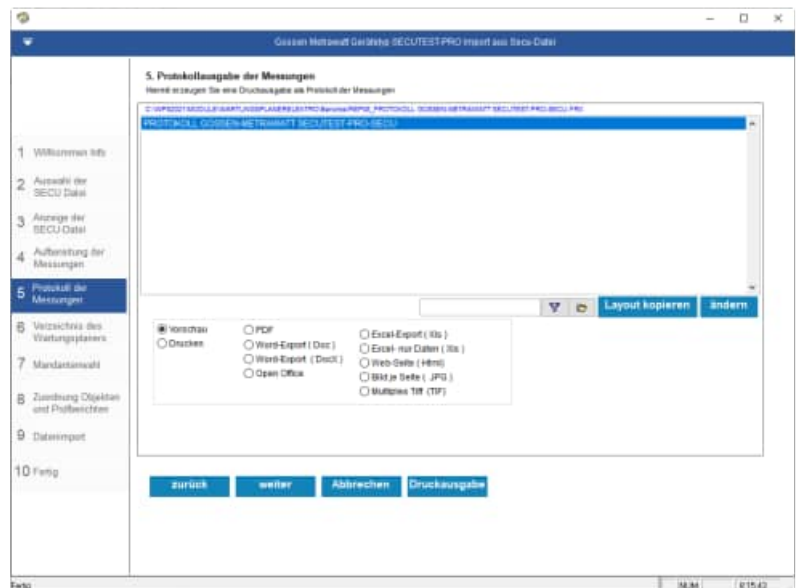 Gossen Metrawatt Gerätetyp SECUTEST-PRO Import aus Secu-Datei
5. Protokollausgabe der Messungen
Hiermit erzeugen Sie eine Druckausgabe als Protokoll der Messungen
PROTOKOLL GOSSEN-METRAWATT SECUTEST-PRO-SECU
1 Willkommen Info
2 Auswahl der
SECU Datei
3 Anzeige der
SECU-Datei
4 Aufbereitung der
Messungen
5 Protokoll der
Messungen
6 Verzeichnis des
Wartungsplaners
7 Mandantenwahl
8 Zuordnung Objekten
und Prüfberichten
9 Datenimport
10 Fertig
Layout kopieren
ändern
Vorschau
Drucken
PDF
Word-Export ( Doc )
Word-Export ( DocX )
Open Office
Excel-Export ( Xls )
Excel- nur Daten ( Xls )
Web-Seite ( Html)
Bild je Seite ( .JPG )
Multiples Tiff (TIF)
zurück
weiter
Abbrechen
Druckausgabe
Fertig
NUM